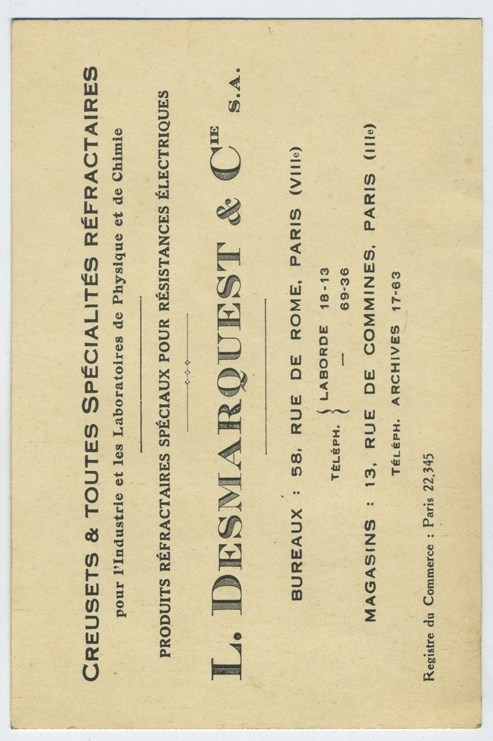 CREUSETS & TOUTES SPÉCIALITÉS RÉFRACTAIRES
pour l'Industrie et les Laboratoires de Physique et de Chimie
PRODUITS RÉFRACTAIRES SPÉCIAUX POUR RÉSISTANCES ÉLECTRIQUES
L. DESMARQUEST & CIE S.A.
BUREAUX : 58, RUE DE ROME, PARIS (VIIIe)
TÉLÉPH. } LABORDE 18-13
— 69-36
MAGASINS : 13, RUE DE COMMINES, PARIS (IIIe)
TÉLÉPH. ARCHIVES 17-63
Registre du Commerce : Paris 22,345